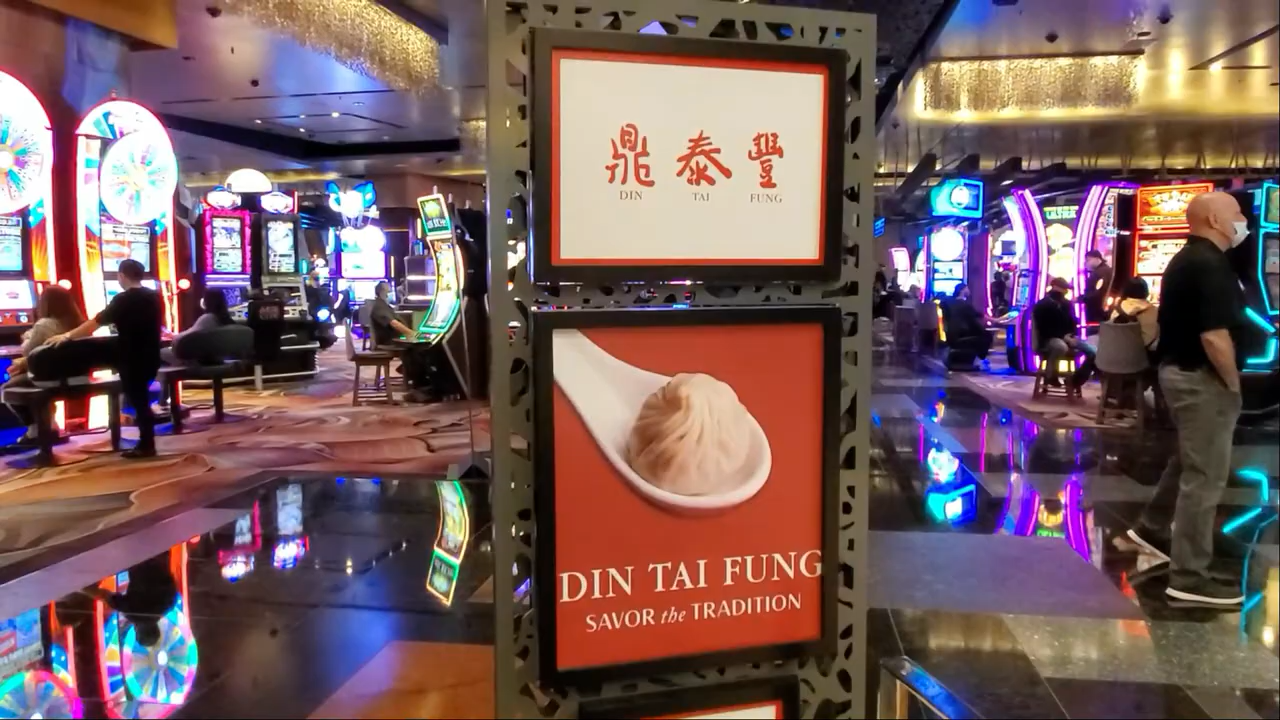 鼎 泰 豐
DIN TAI FUNG
DIN TAI FUNG
SAVOR the TRADITION